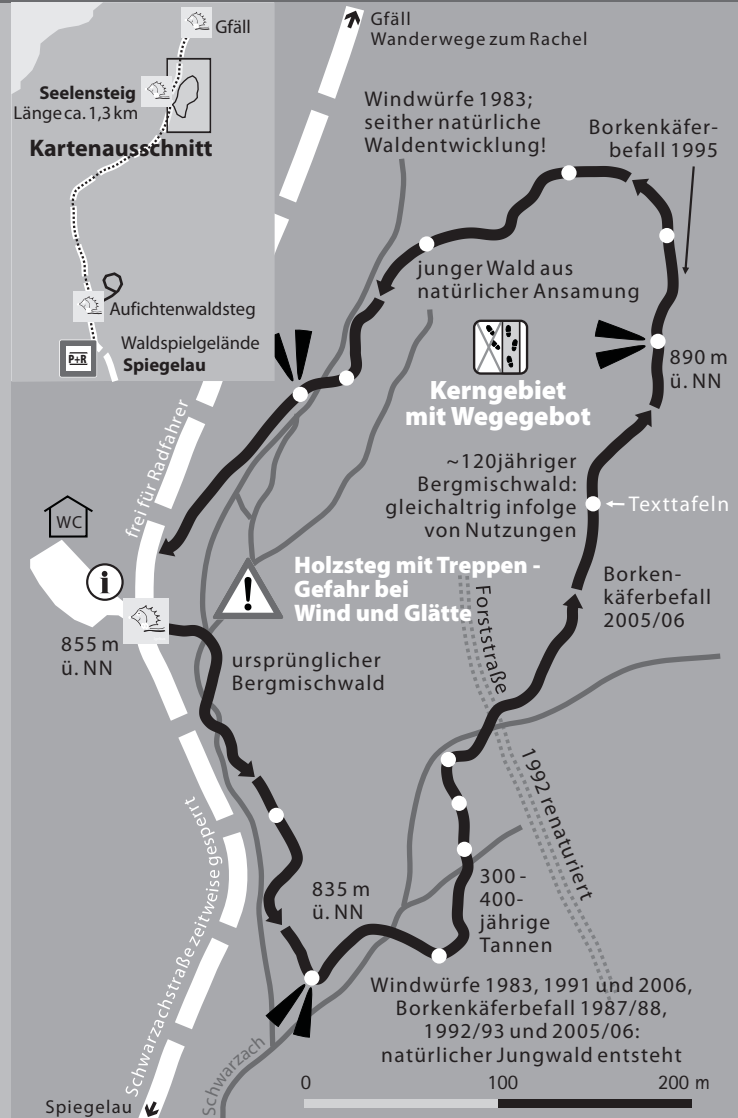 Gfäll
Seelensteig
Länge ca. 1,3 km
Kartenausschnitt
Aufichtenwaldsteg
P+R
Waldspielgelände
Spiegelau
Gfäll
Wanderwege zum Rachel
Windwürfe 1983;
seither natürliche
Waldentwicklung!
Borkenkäfer-
befall 1995
junger Wald aus
natürlicher Ansamung
Kerngebiet
mit Wegegebot
890 m
ü. NN
~120jähriger
Bergmischwald:
gleichaltrig infolge
von Nutzungen
Texttafeln
frei für Radfahrer
WC
i
855 m
ü. NN
!
Holzsteg mit Treppen -
Gefahr bei
Wind und Glätte
Forststraße
Borken-
käferbefall
2005/06
ursprünglicher
Bergmischwald
1992 renaturiert
Schwarzachstraße zeitweise gesperrt
835 m
ü. NN
300 -
400-
jährige
Tannen
Windwürfe 1983, 1991 und 2006,
Borkenkäferbefall 1987/88,
1992/93 und 2005/06:
natürlicher Jungwald entsteht
Schwarzach
0 100 200 m
Spiegelau